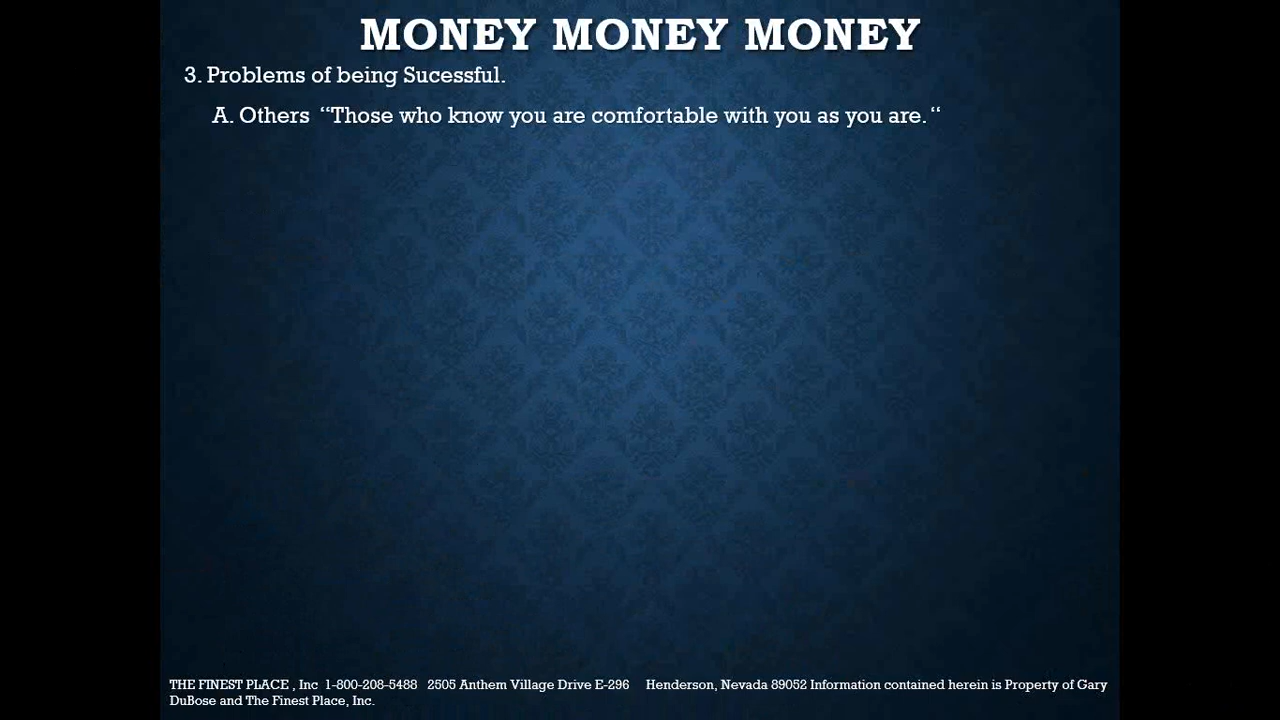 MONEY MONEY MONEY
3. Problems of being Sucessful.
A. Others “Those who know you are comfortable with you as you are. “
THE FINEST PLACE , Inc 1-800-208-5488 2505 Anthem Village Drive E-296 Henderson, Nevada 89052 Information contained herein is Property of Gary
DuBose and The Finest Place, Inc.